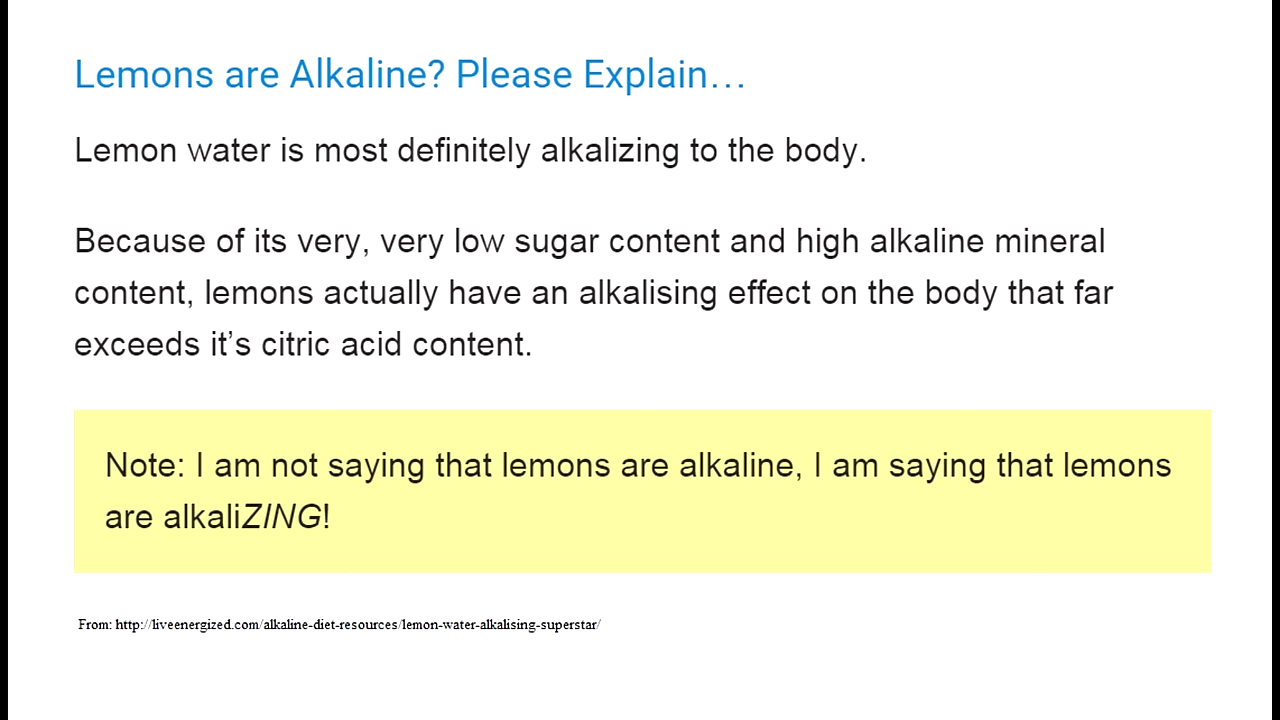 Lemons are Alkaline? Please Explain…
Lemon water is most definitely alkalizing to the body.
Because of its very, very low sugar content and high alkaline mineral
content, lemons actually have an alkalising effect on the body that far
exceeds it’s citric acid content.
Note: I am not saying that lemons are alkaline, I am saying that lemons
are alkaliZING!
From: http://liveenergized.com/alkaline-diet-resources/lemon-water-alkalising-superstar/